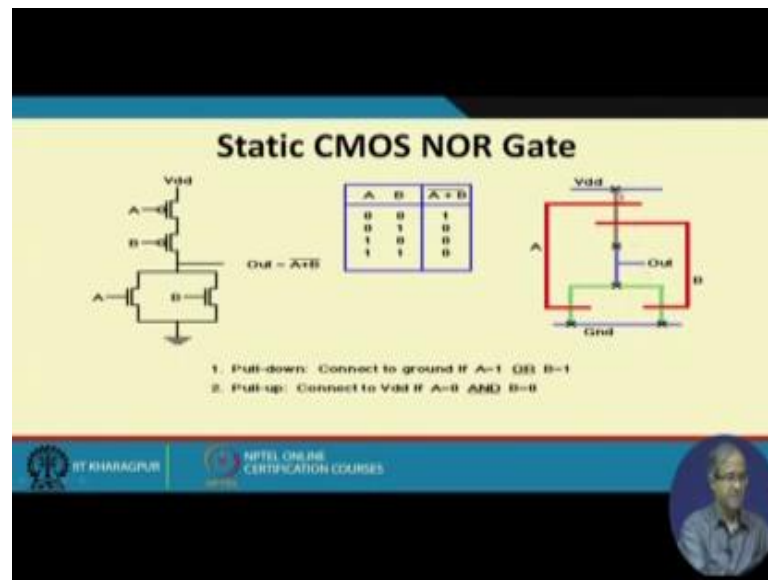 Static CMOS NOR Gate
Vdd
A
B
Out = A+B
A
B
A B A + B
0 0 1
0 1 0
1 0 0
1 1 0
Vdd
A
Out
B
Gnd
1. Pull-down: Connect to ground if A=1 OR B=1
2. Pull-up: Connect to Vdd if A=0 AND B=0
IIT KHARAGPUR
NPTEL ONLINE
CERTIFICATION COURSES
NPTEL